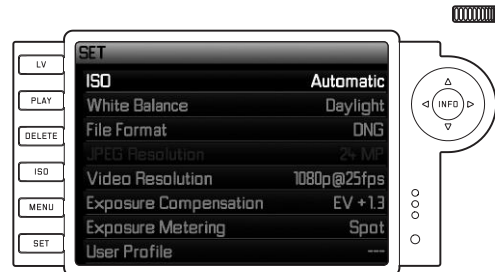 LV
PLAY
DELETE
ISO
MENU
SET
SET
ISO Automatic
White Balance Daylight
File Format DNG
JPEG Resolution 24 MP
Video Resolution 1080p@25fps
Exposure Compensation EV +1.3
Exposure Metering Spot
User Profile ---
INFO